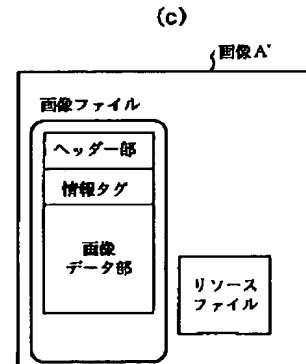 (c)
画像A'
画像ファイル
ヘッダー部
情報タグ
画像
データ部
リソース
ファイル